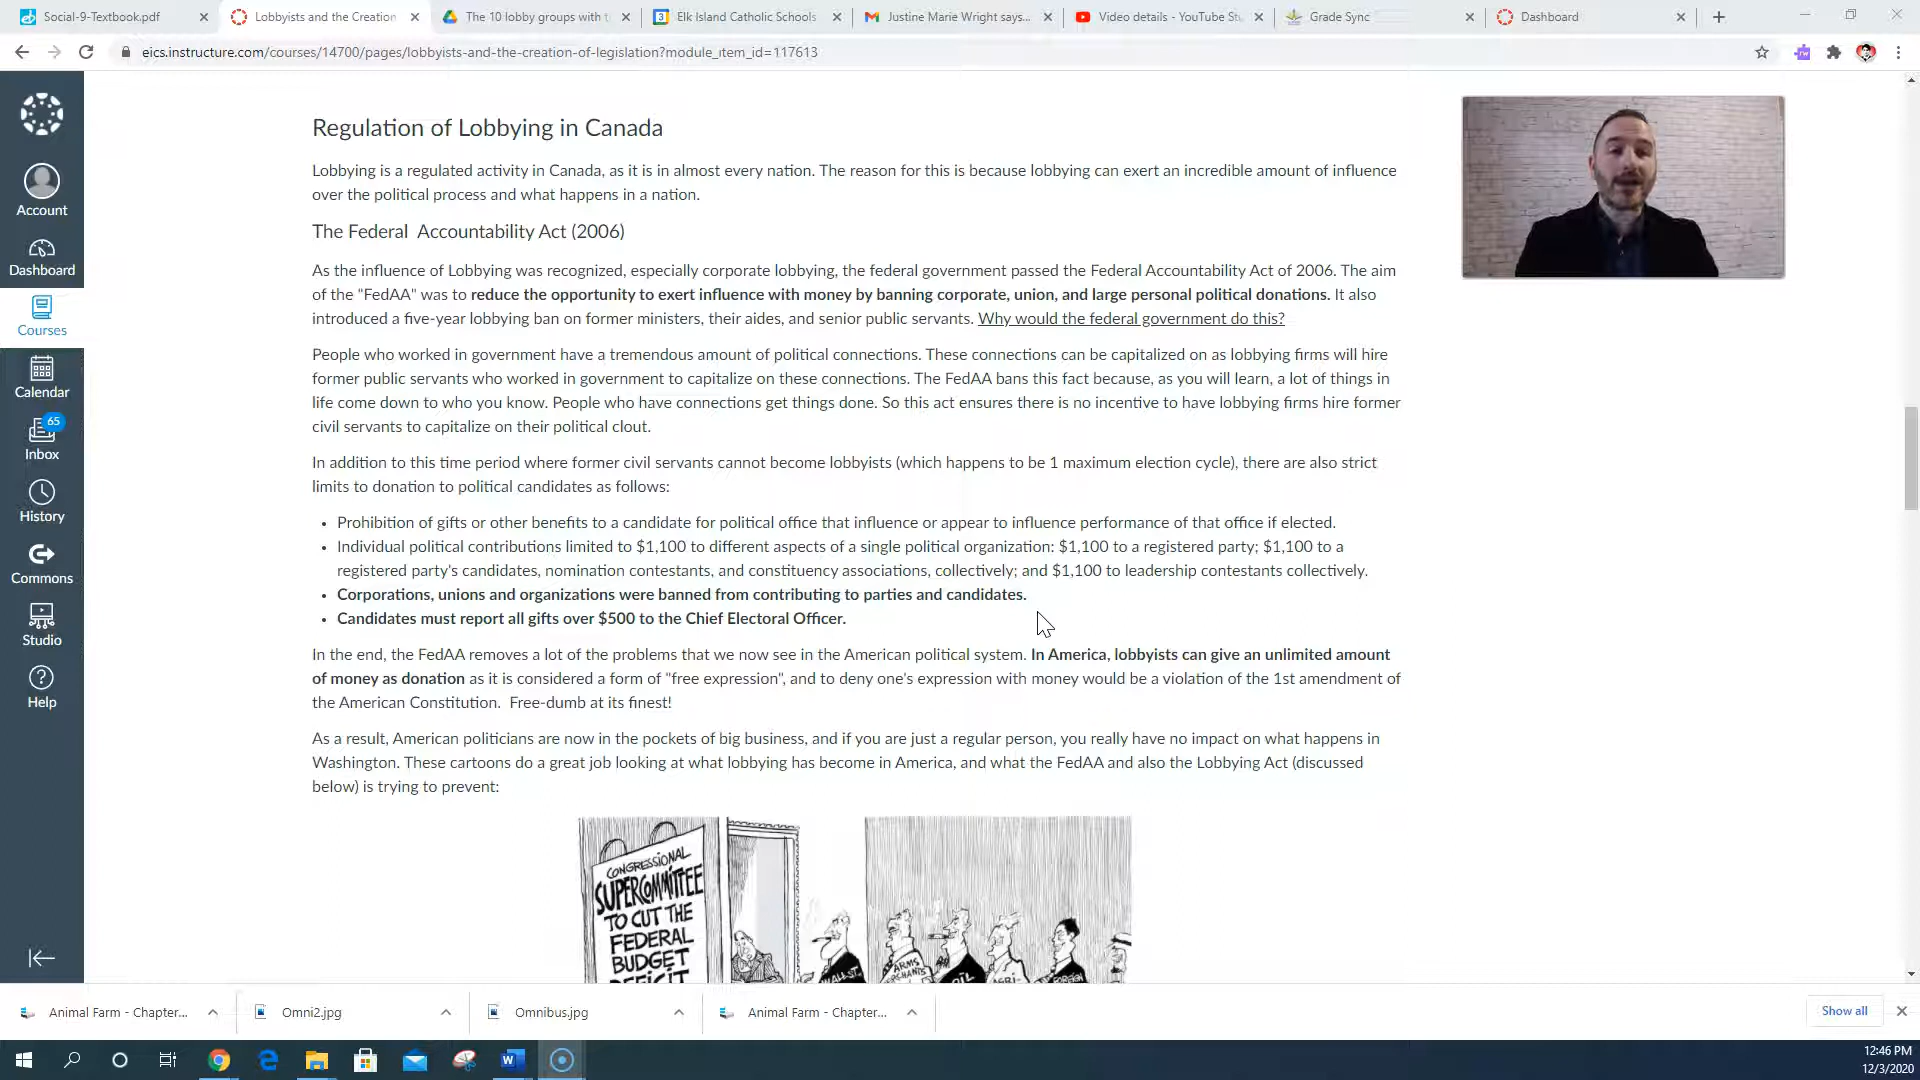 Social-9-Textbook.pdf
Lobbyists and the Creation
The 10 lobby groups with t
Elk Island Catholic Schools
Justine Marie Wright says...
Video details - YouTube Stu
Grade Sync
Dashboard
eics.instructure.com/courses/14700/pages/lobbyists-and-the-creation-of-legislation?module_item_id=117613
Account
Dashboard
Courses
Calendar
65
Inbox
History
Commons
Studio
Help
Regulation of Lobbying in Canada
Lobbying is a regulated activity in Canada, as it is in almost every nation. The reason for this is because lobbying can exert an incredible amount of influence
over the political process and what happens in a nation.
The Federal Accountability Act (2006)
As the influence of Lobbying was recognized, especially corporate lobbying, the federal government passed the Federal Accountability Act of 2006. The aim
of the "FedAA" was to reduce the opportunity to exert influence with money by banning corporate, union, and large personal political donations. It also
introduced a five-year lobbying ban on former ministers, their aides, and senior public servants. Why would the federal government do this?
People who worked in government have a tremendous amount of political connections. These connections can be capitalized on as lobbying firms will hire
former public servants who worked in government to capitalize on these connections. The FedAA bans this fact because, as you will learn, a lot of things in
life come down to who you know. People who have connections get things done. So this act ensures there is no incentive to have lobbying firms hire former
civil servants to capitalize on their political clout.
In addition to this time period where former civil servants cannot become lobbyists (which happens to be 1 maximum election cycle), there are also strict
limits to donation to political candidates as follows:
• Prohibition of gifts or other benefits to a candidate for political office that influence or appear to influence performance of that office if elected.
• Individual political contributions limited to $1,100 to different aspects of a single political organization: $1,100 to a registered party; $1,100 to a
registered party's candidates, nomination contestants, and constituency associations, collectively; and $1,100 to leadership contestants collectively.
• Corporations, unions and organizations were banned from contributing to parties and candidates.
• Candidates must report all gifts over $500 to the Chief Electoral Officer.
In the end, the FedAA removes a lot of the problems that we now see in the American political system. In America, lobbyists can give an unlimited amount
of money as donation as it is considered a form of "free expression", and to deny one's expression with money would be a violation of the 1st amendment of
the American Constitution. Free-dumb at its finest!
As a result, American politicians are now in the pockets of big business, and if you are just a regular person, you really have no impact on what happens in
Washington. These cartoons do a great job looking at what lobbying has become in America, and what the FedAA and also the Lobbying Act (discussed
below) is trying to prevent:
CONGRESSIONAL
SUPERCOMMITTEE
TO CUT THE
FEDERAL
BUDGET
DEFICIT
WALL ST.
ARMS
OIL
AGRI-
FOREIGN
Animal Farm - Chapter...
Omni2.jpg
Omnibus.jpg
Animal Farm - Chapter...
Show all
12:46 PM
12/3/2020